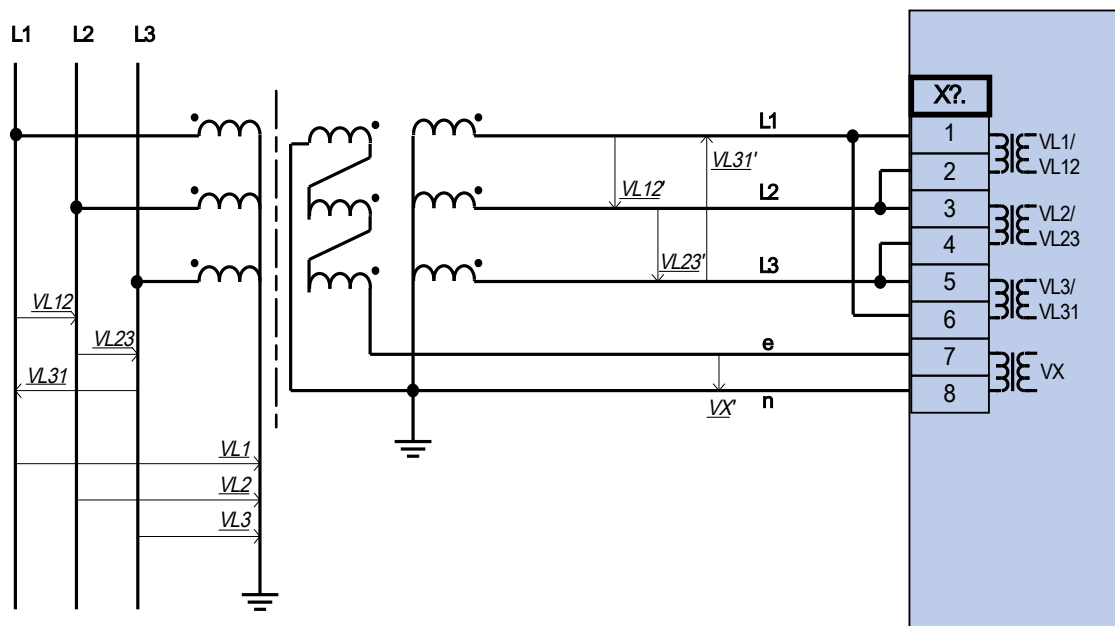 L1 L2 L3
X?.
L1
1
VL1/
VL31'
2
VL12
VL12'
L2
3
VL2/
4
VL23
VL23'
L3
5
VL3/
VL12
6
VL31
VL23
e
7
VL31
VX
n
8
VX'
VL1
VL2
VL3